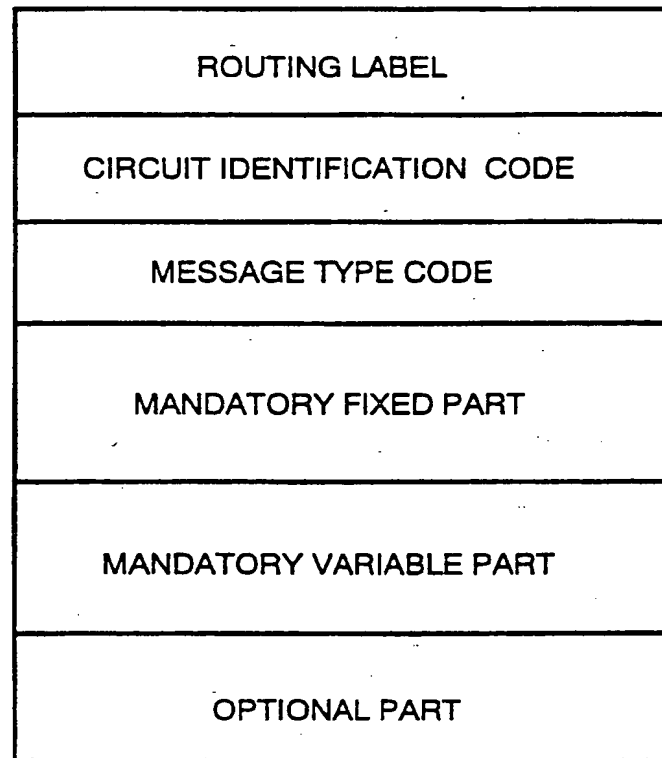 ROUTING LABEL
CIRCUIT IDENTIFICATION CODE
MESSAGE TYPE CODE
MANDATORY FIXED PART
MANDATORY VARIABLE PART
OPTIONAL PART